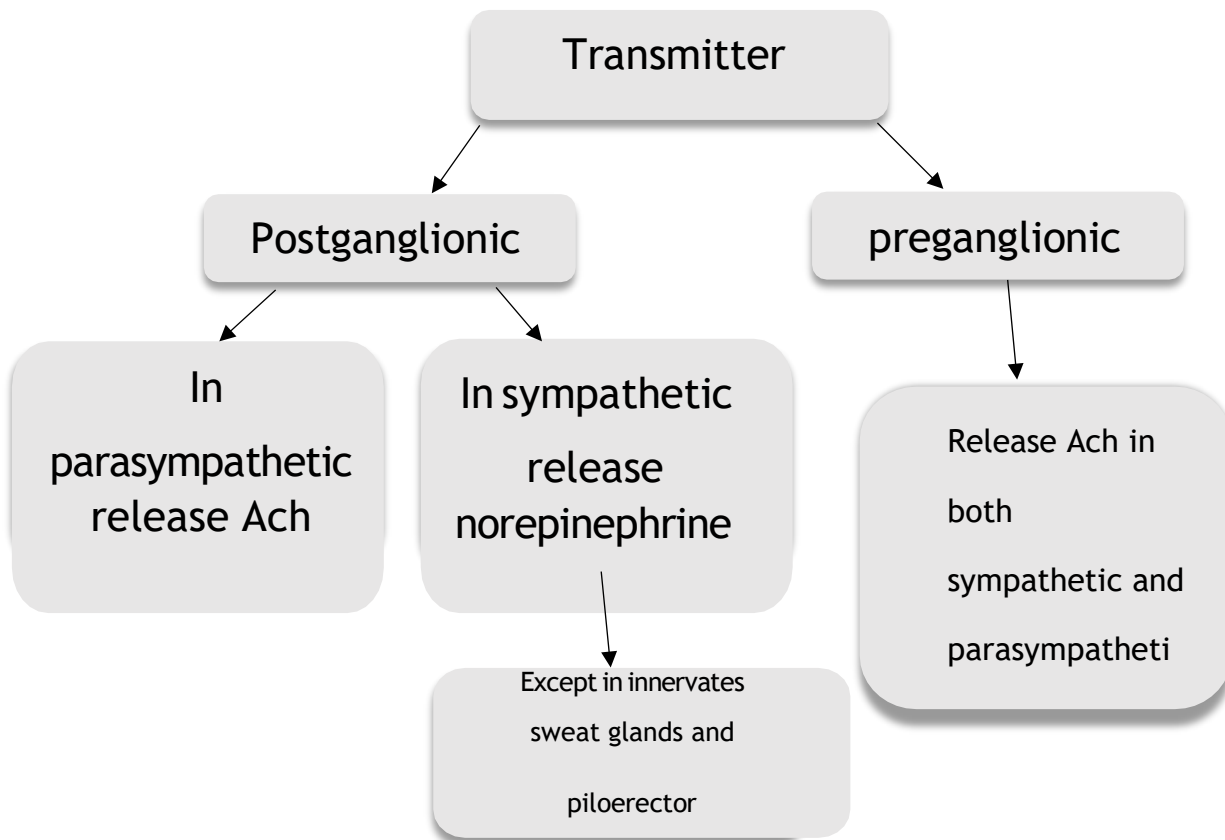 Transmitter
Postganglionic
preganglionic
In
parasympathetic
release Ach
In sympathetic
release
norepinephrine
Release Ach in
both
sympathetic and
parasympatheti
Except in innervates
sweat glands and
piloerector